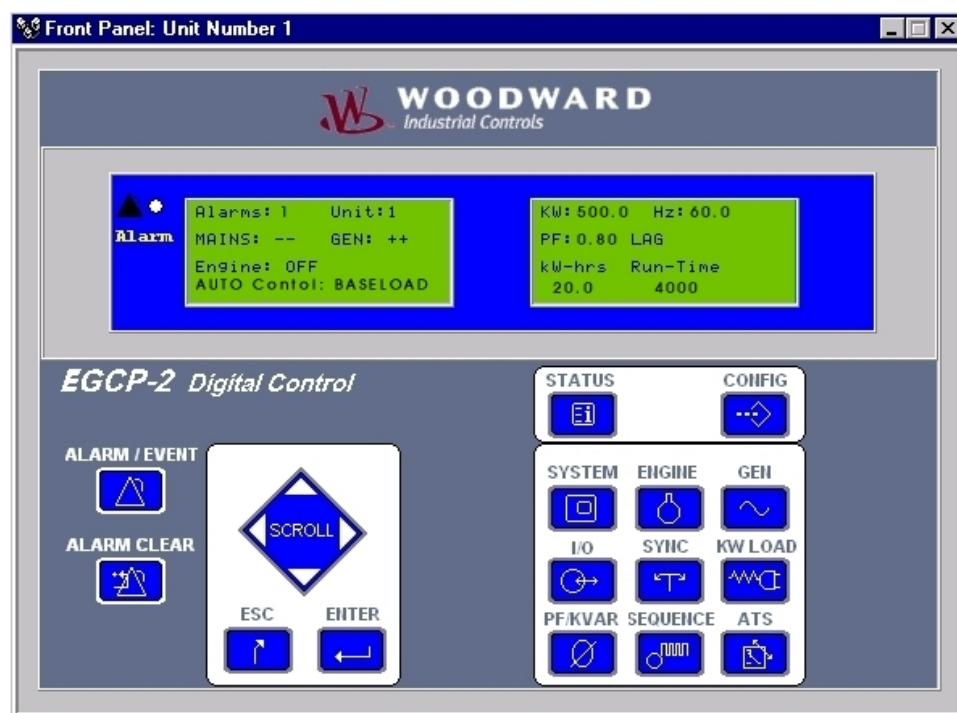 Front Panel: Unit Number 1
WOODWARD
Industrial Controls
Alarm
Alarms: 1 Unit:1
MAINS: -- GEN: ++
Engine: OFF
AUTO Contol: BASELOAD
KW: 500.0 Hz: 60.0
PF: 0.80 LAG
kW-hrs Run-Time
20.0 4000
EGCP-2 Digital Control
STATUS CONFIG
ALARM / EVENT
ALARM CLEAR
SCROLL
ESC ENTER
SYSTEM ENGINE GEN
I/O SYNC KW LOAD
PF/KVAR SEQUENCE ATS